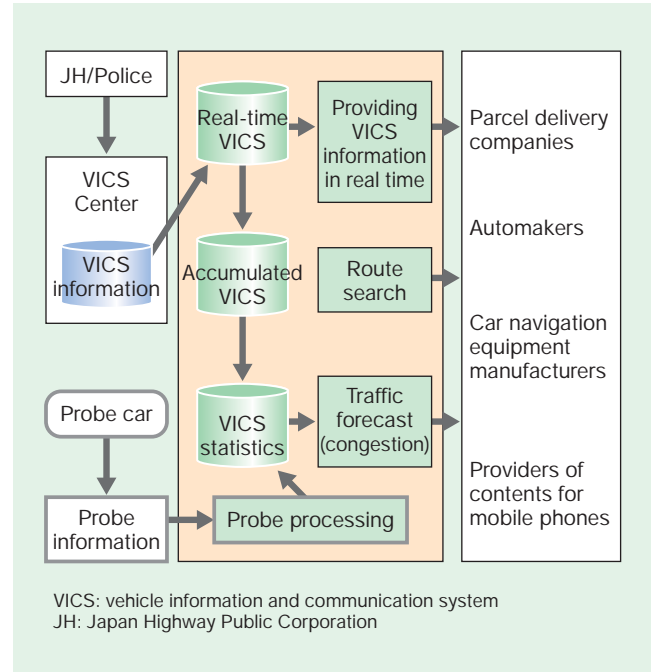 JH/Police
VICS
Center
VICS
information
Probe car
Probe
information
Real-time
VICS
Accumulated
VICS
VICS
statistics
Probe processing
Providing
VICS
information
in real time
Route
search
Traffic
forecast
(congestion)
Parcel delivery
companies
Automakers
Car navigation
equipment
manufacturers
Providers of
contents for
mobile phones
VICS: vehicle information and communication system
JH: Japan Highway Public Corporation